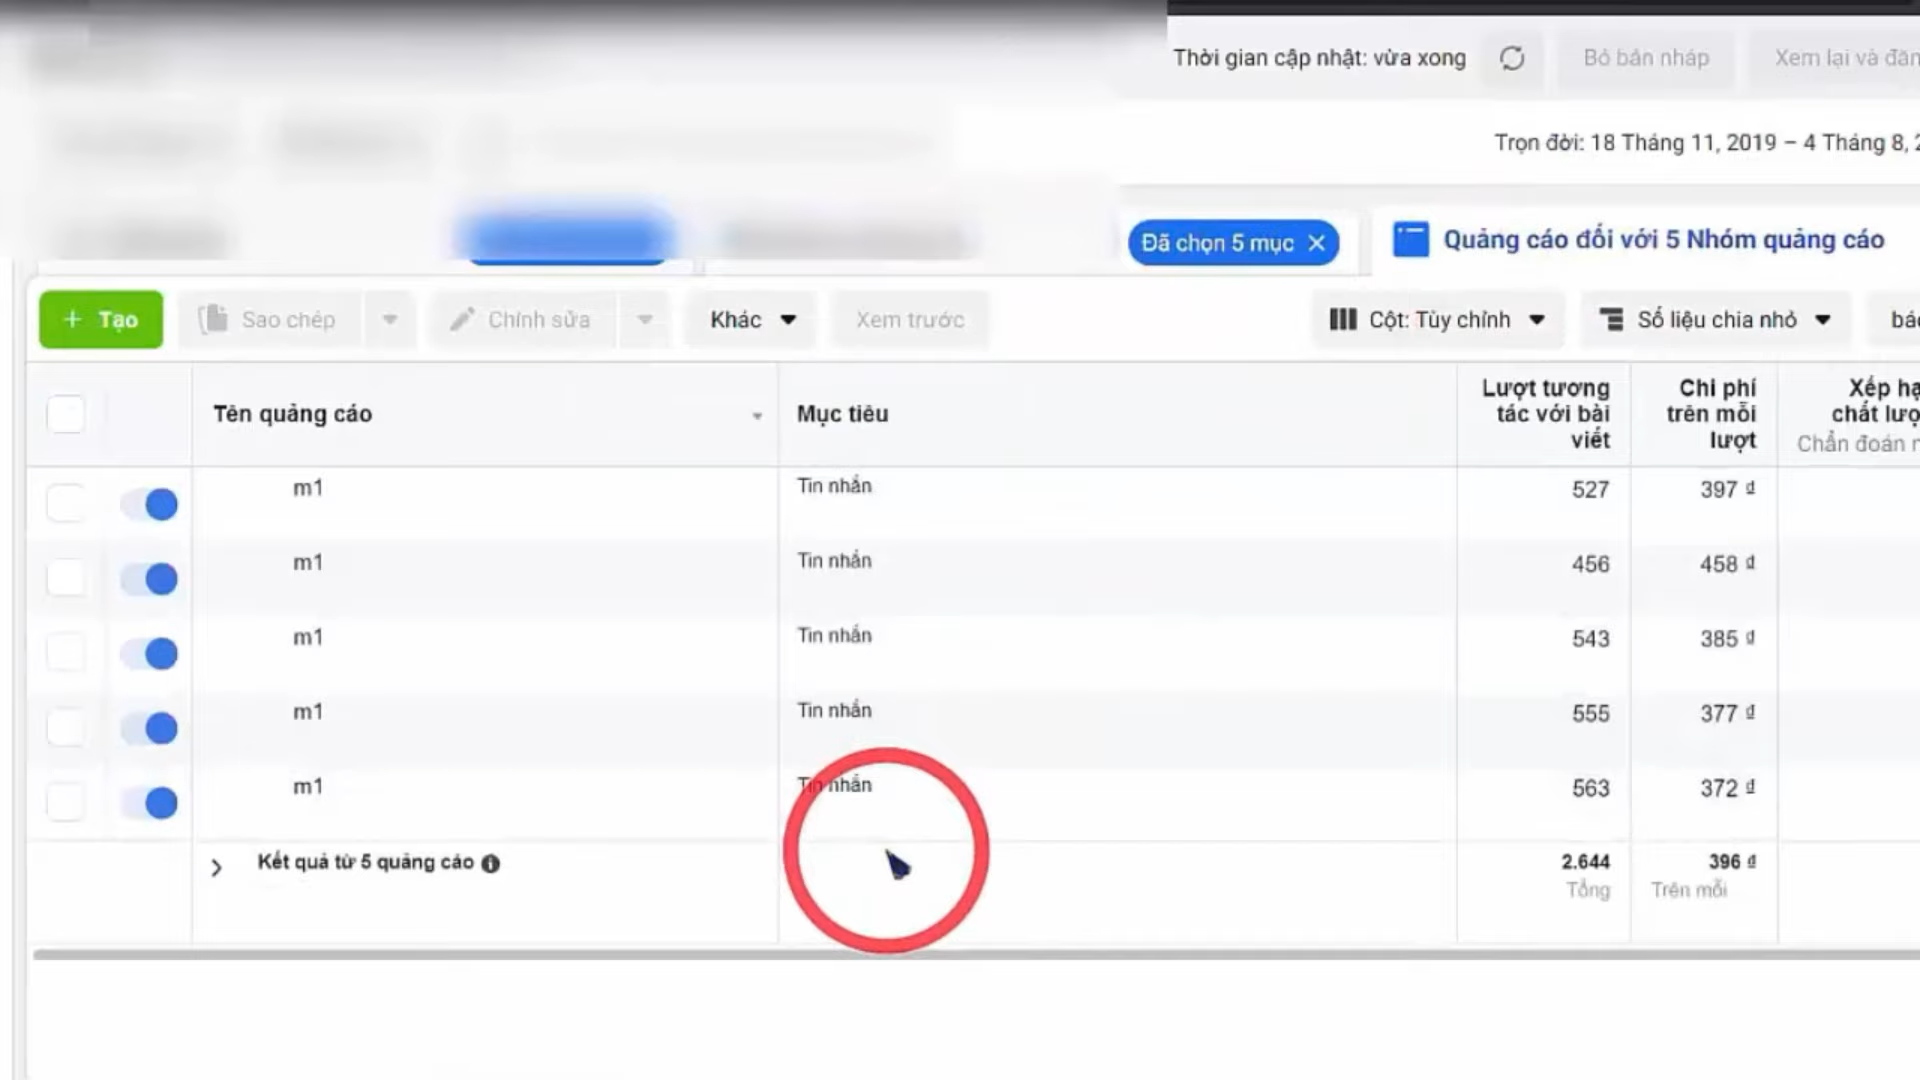 Thời gian cập nhật: vừa xong
Bỏ bản nháp
Xem lại và đăn
Trọn đời: 18 Tháng 11, 2019 – 4 Tháng 8, 2
Đã chọn 5 mục
Quảng cáo đối với 5 Nhóm quảng cáo
+ Tạo
Sao chép
Chỉnh sửa
Khác
Xem trước
Cột: Tùy chỉnh
Số liệu chia nhỏ
báo
Tên quảng cáo
Mục tiêu
Lượt tương
tác với bài
viết
Chi phí
trên mỗi
lượt
Xếp hạ
chất lượ
Chẩn đoán
m1 Tin nhắn 527 397 đ
m1 Tin nhắn 456 458 đ
m1 Tin nhắn 543 385 đ
m1 Tin nhắn 555 377 đ
m1 Tin nhắn 563 372 đ
Kết quả từ 5 quảng cáo 2.644 396 đ
Tổng Trên mỗi